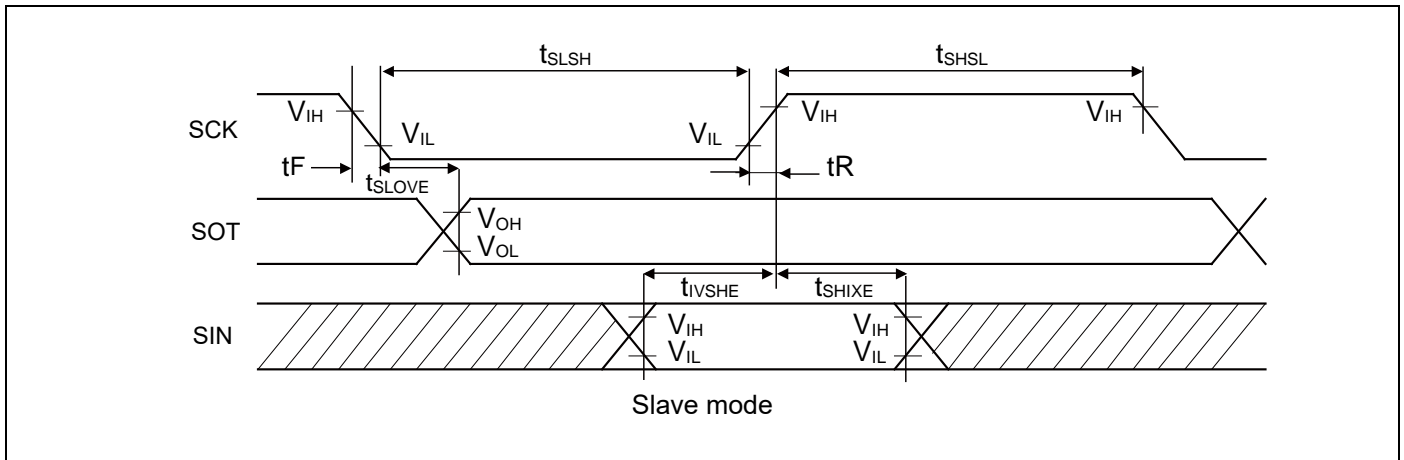 tSLSH tSHSL
SCK VIH VIL VIL VIH VIH
tF tSLOVE tR
SOT VOH VOL
tIVSHE tSHIXE
SIN VIH VIL VIH VIL
Slave mode